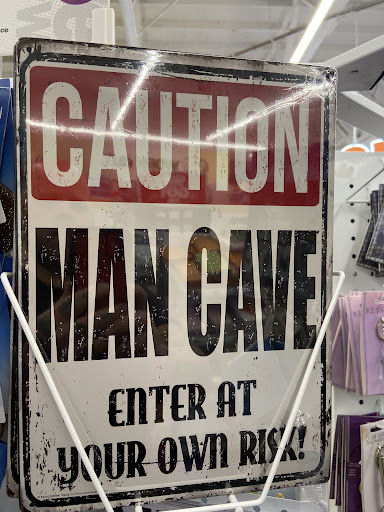 CAUTION
MAN CAVE
ENTER AT
YOUR OWN RISK!